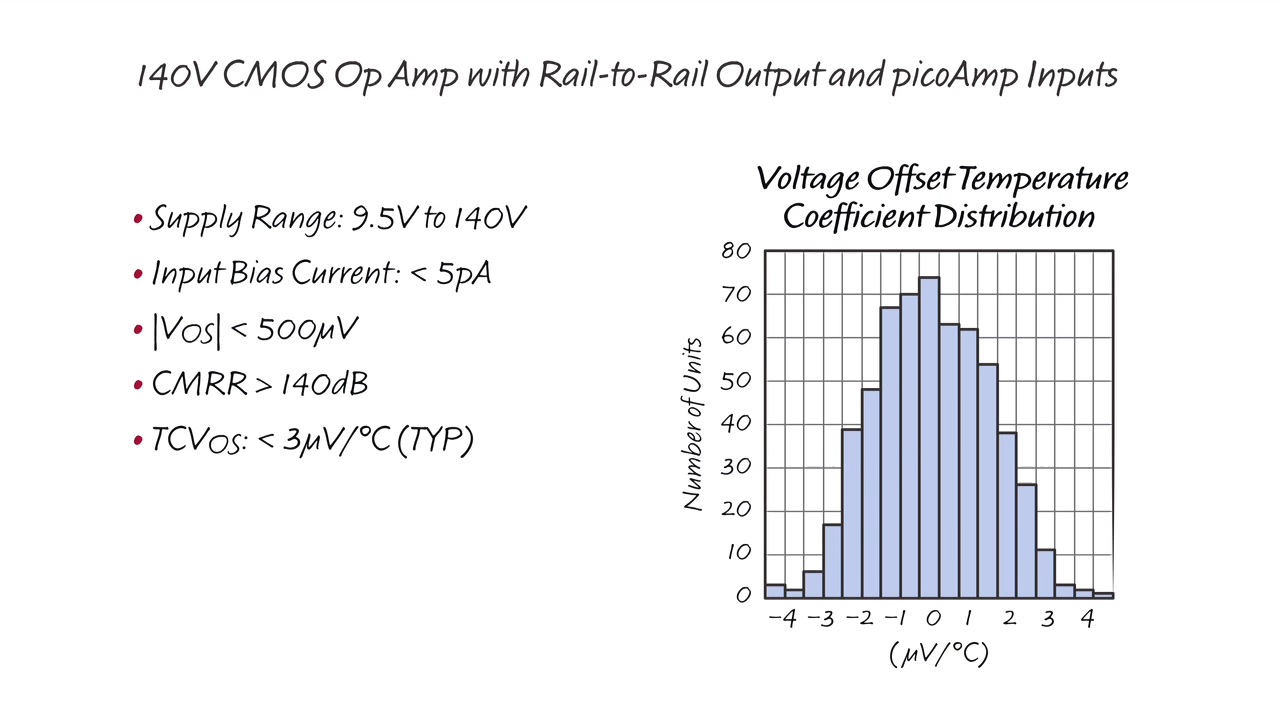 140V CMOS Op Amp with Rail-to-Rail Output and picoAmp Inputs
• Supply Range: 9.5V to 140V
• Input Bias Current: < 5pA
• |VOS| < 500µV
• CMRR > 140dB
• TCVOS: < 3µV/°C (TYP)
Voltage Offset Temperature
Coefficient Distribution
Number of Units
80
70
60
50
40
30
20
10
0
−4 −3 −2 −1 0 1 2 3 4
(µV/°C)